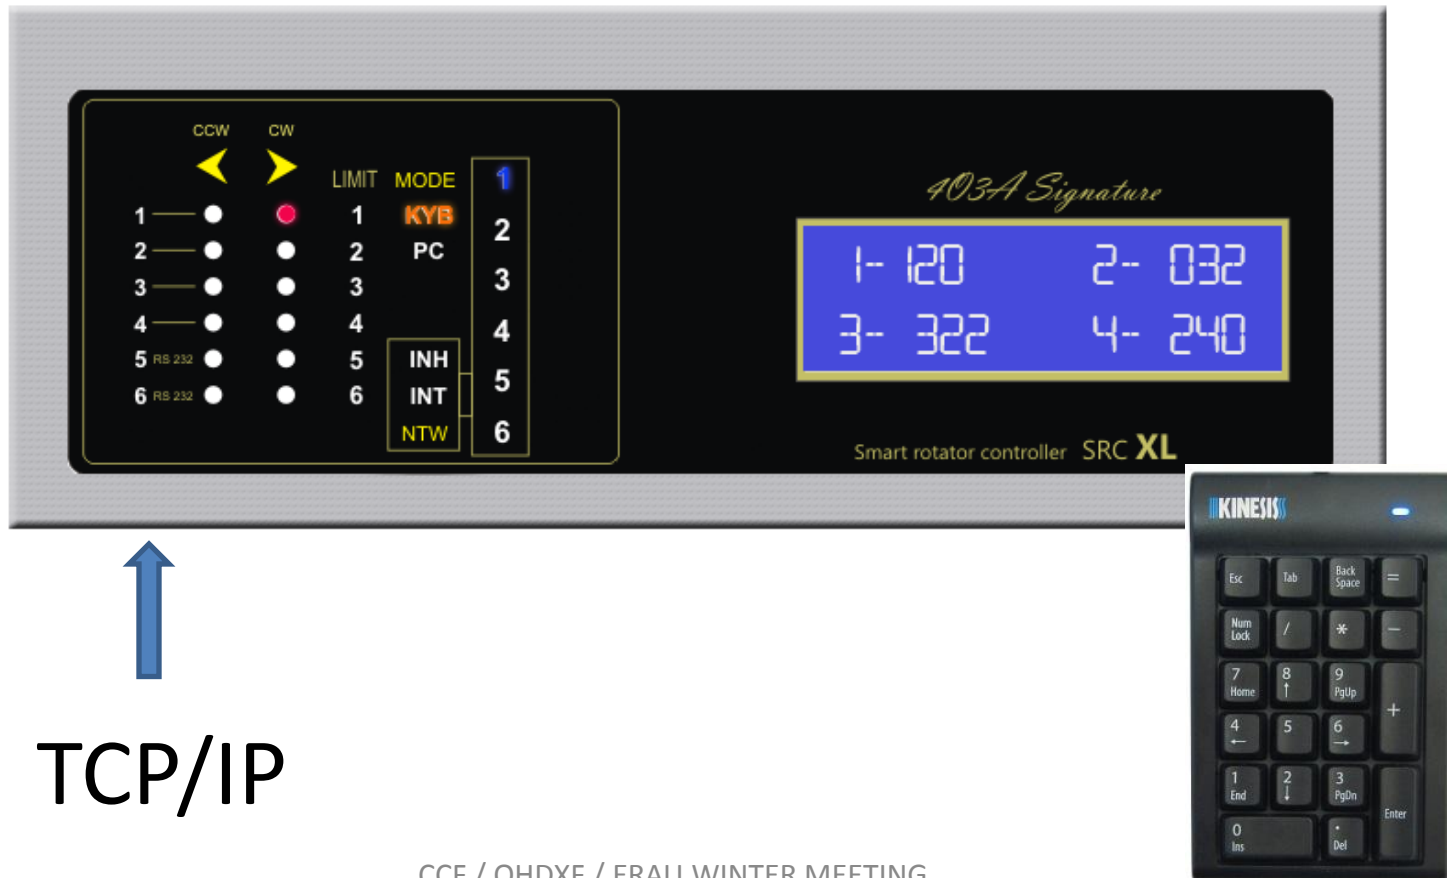 CCW CW
LIMIT MODE 1
1 1 KYB
2 2 PC 2
3 3 3
4 4 4
5 RS 232 5 INH 5
6 RS 232 6 INT
NTW 6
403A Signature
1-- 120 2-- 032
3-- 322 4-- 240
Smart rotator controller SRC XL
KINESIS
Esc Tab Back Space =
Num Lock / * −
7 Home 8 ↑ 9 PgUp +
4 ← 5 6 →
1 End 2 ↓ 3 PgDn Enter
0 Ins . Del
TCP/IP
WINTER MEETING